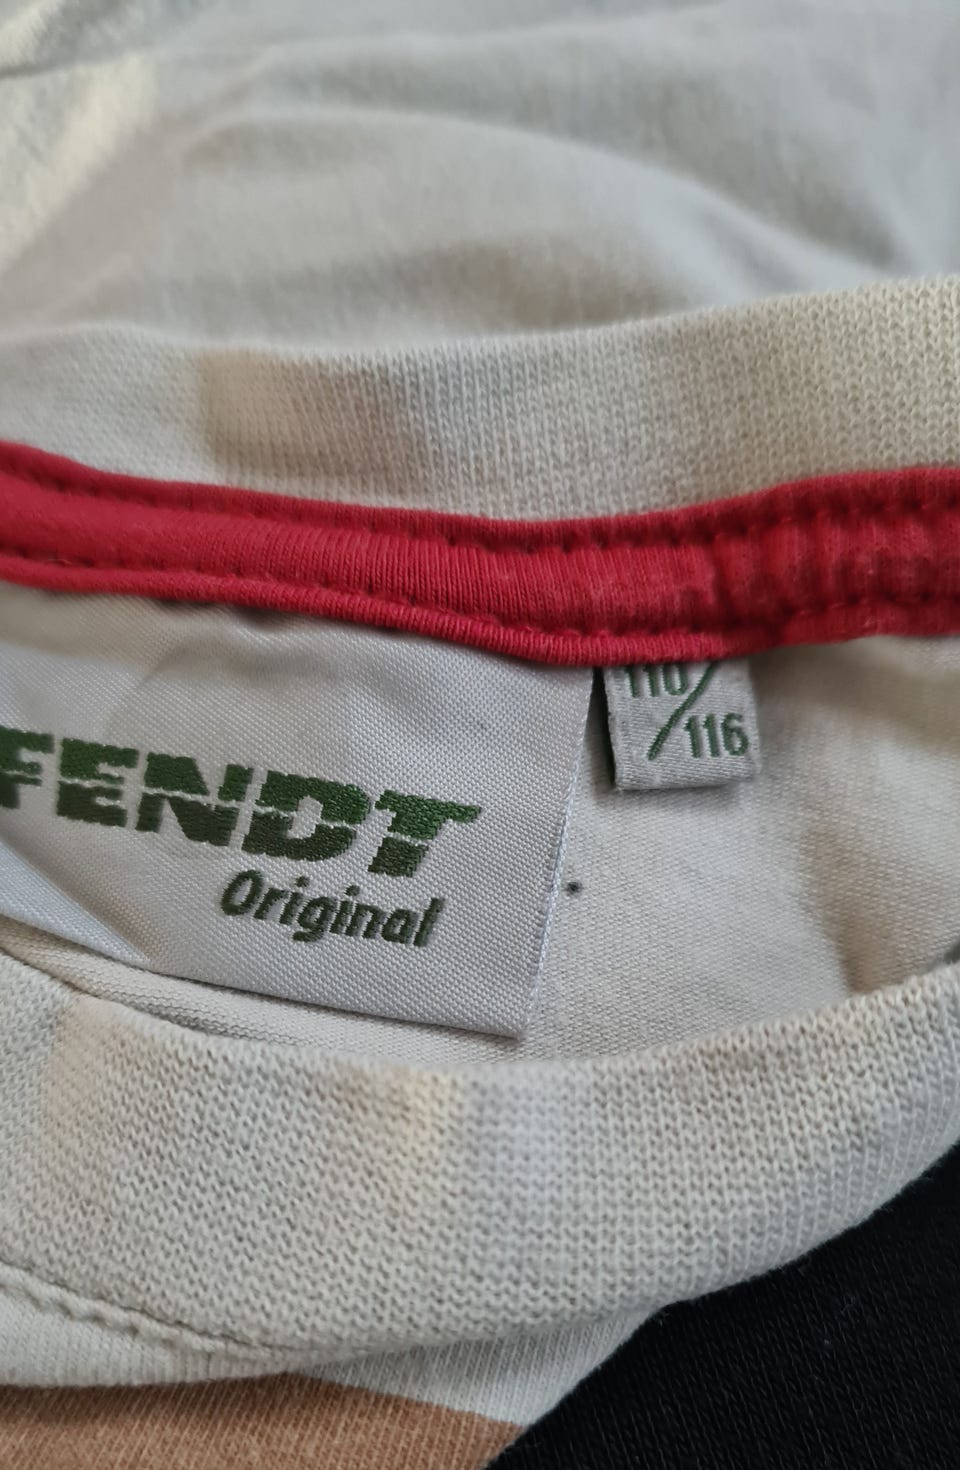 110/
/116
FENDT
Original